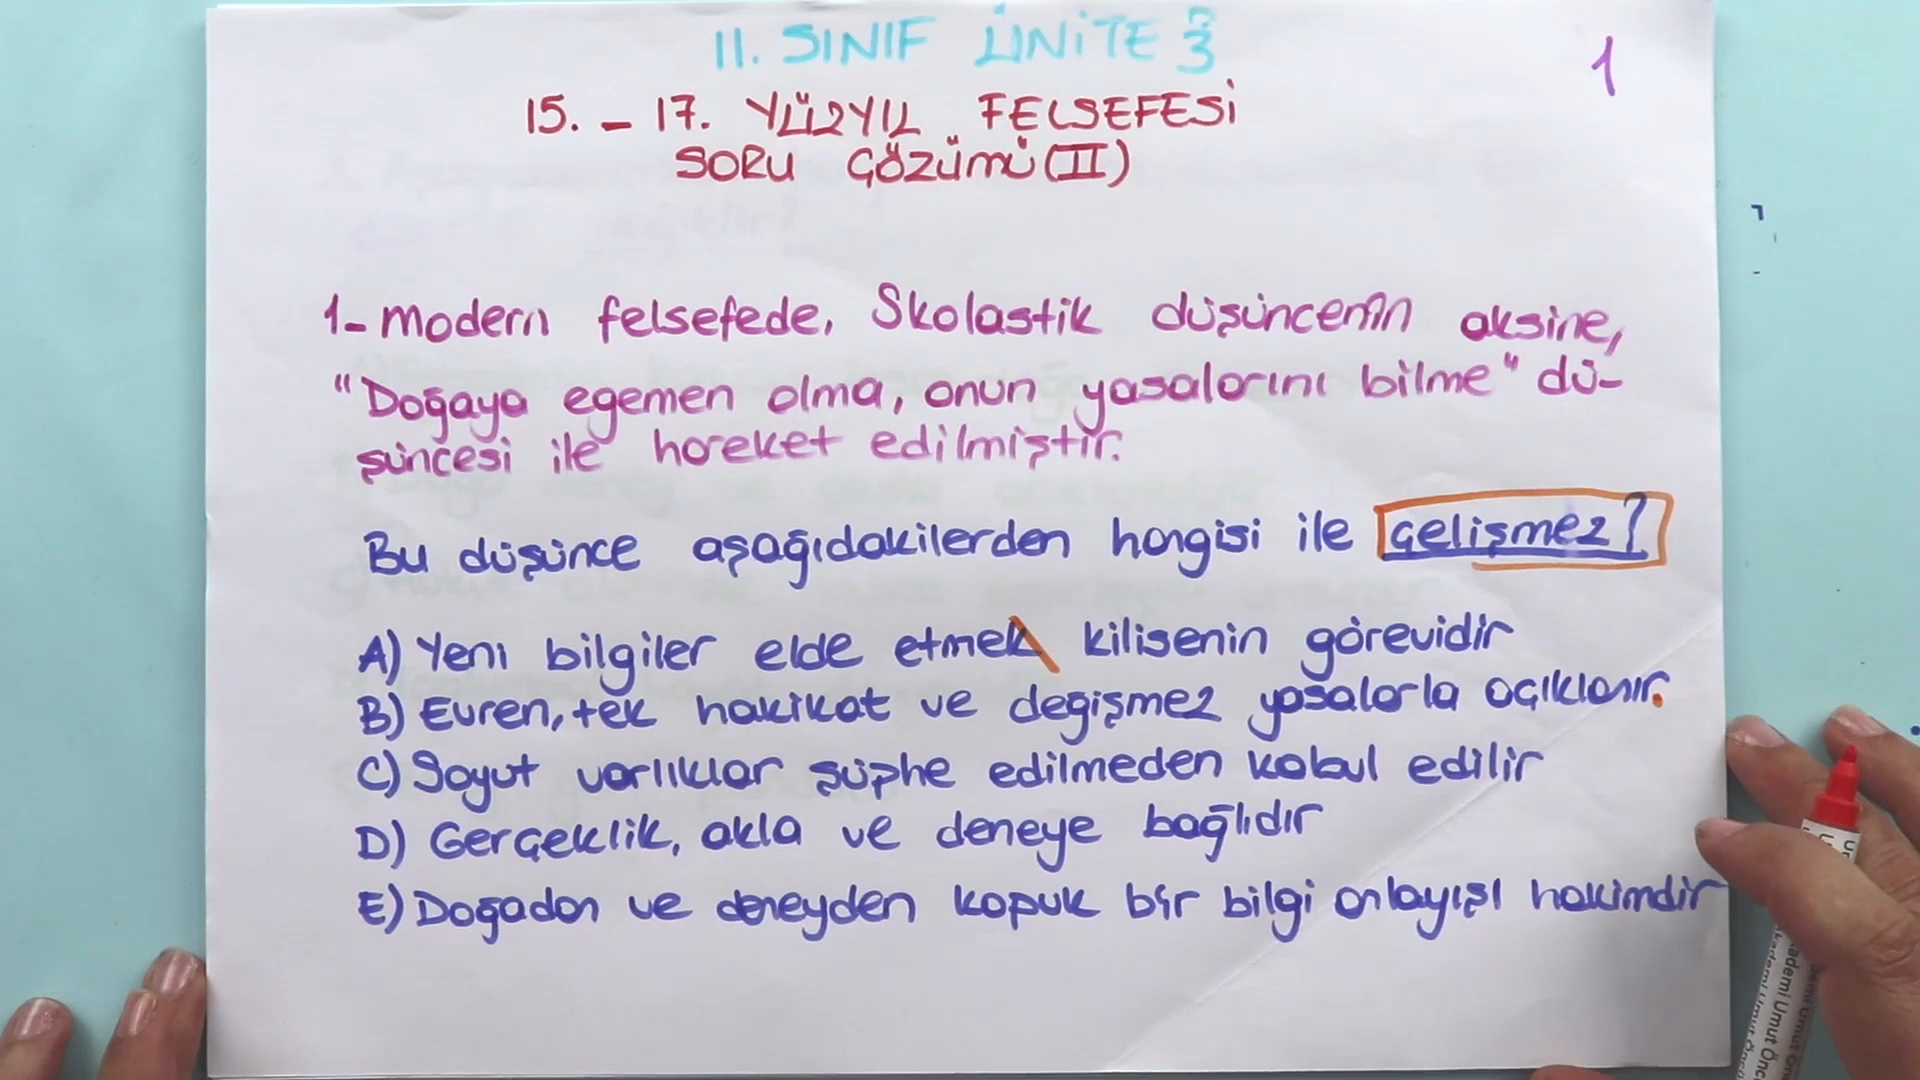 11. SINIF ÜNİTE 3
1
15. - 17. YÜZYIL FELSEFESİ
SORU ÇÖZÜMÜ (II)
1- Modern felsefede, Skolastik düşüncenin aksine,
"Doğaya egemen olma, onun yasalarını bilme" dü-
şüncesi ile hareket edilmiştir.
Bu düşünce aşağıdakilerden hangisi ile çelişmez?
A) Yeni bilgiler elde etmek kilisenin görevidir
B) Evren, tek hakikat ve değişmez yasalarla açıklanır.
C) Soyut varlıklar şüphe edilmeden kabul edilir
D) Gerçeklik, akla ve deneye bağlıdır
E) Doğadan ve deneyden kopuk bir bilgi anlayışı hakimdir